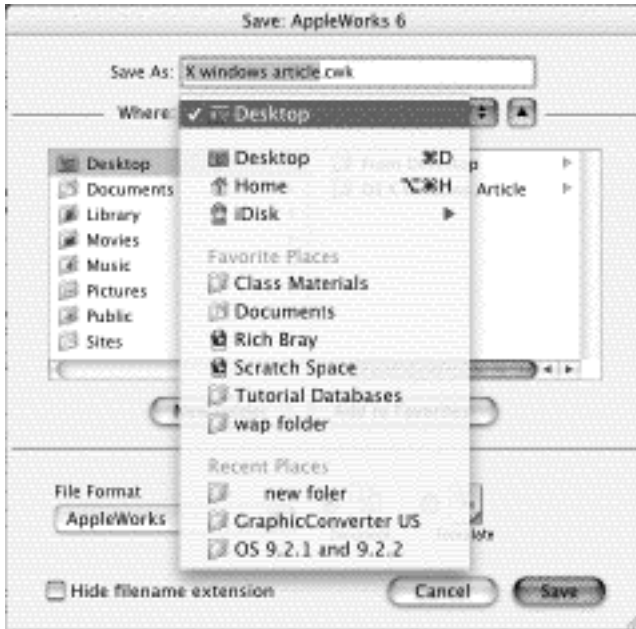 Save: AppleWorks 6
Save As: X windows article.cwk
Where: ✓ Desktop
Desktop ⌘D
Home ⌥⌘H
iDisk
Favorite Places
Class Materials
Documents
Rich Bray
Scratch Space
Tutorial Databases
wap folder
Recent Places
new foler
GraphicConverter US
OS 9.2.1 and 9.2.2
Desktop
Documents
Library
Movies
Music
Pictures
Public
Sites
Article
File Format
AppleWorks
Hide filename extension
Cancel
Save